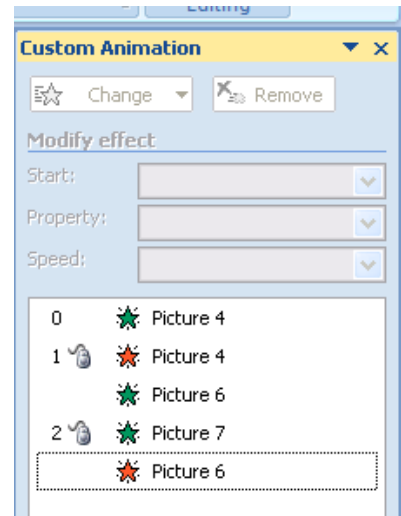 Editing
Custom Animation
Change Remove
Modify effect
Start:
Property:
Speed:
0 Picture 4
1 Picture 4
Picture 6
2 Picture 7
Picture 6